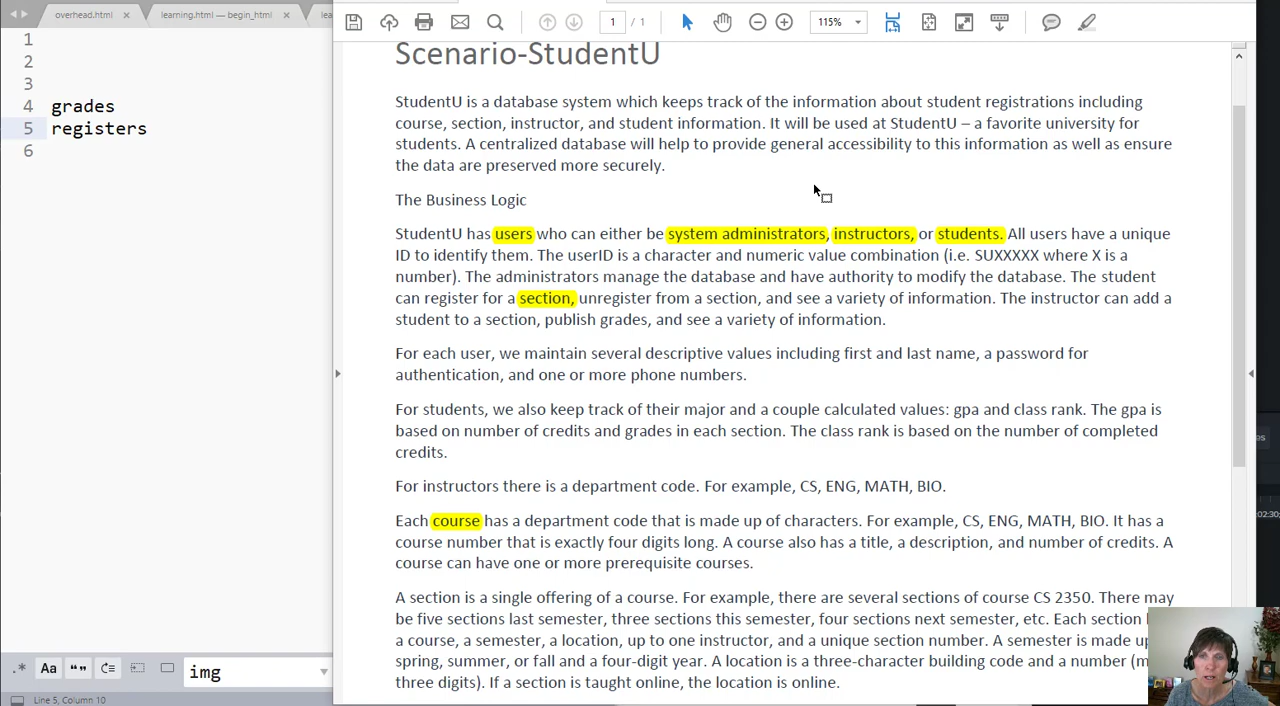 overhead.html × learning.html — begin_html × lea
1
2
3
4 grades
5 registers
6
1 / 1 115%
Scenario-StudentU
StudentU is a database system which keeps track of the information about student registrations including
course, section, instructor, and student information. It will be used at StudentU – a favorite university for
students. A centralized database will help to provide general accessibility to this information as well as ensure
the data are preserved more securely.
The Business Logic
StudentU has users who can either be system administrators, instructors, or students. All users have a unique
ID to identify them. The userID is a character and numeric value combination (i.e. SUXXXXX where X is a
number). The administrators manage the database and have authority to modify the database. The student
can register for a section, unregister from a section, and see a variety of information. The instructor can add a
student to a section, publish grades, and see a variety of information.
For each user, we maintain several descriptive values including first and last name, a password for
authentication, and one or more phone numbers.
For students, we also keep track of their major and a couple calculated values: gpa and class rank. The gpa is
based on number of credits and grades in each section. The class rank is based on the number of completed
credits.
For instructors there is a department code. For example, CS, ENG, MATH, BIO.
Each course has a department code that is made up of characters. For example, CS, ENG, MATH, BIO. It has a
course number that is exactly four digits long. A course also has a title, a description, and number of credits. A
course can have one or more prerequisite courses.
A section is a single offering of a course. For example, there are several sections of course CS 2350. There may
be five sections last semester, three sections this semester, four sections next semester, etc. Each section
a course, a semester, a location, up to one instructor, and a unique section number. A semester is made up
spring, summer, or fall and a four-digit year. A location is a three-character building code and a number (m
three digits). If a section is taught online, the location is online.
es
:02:30;
.* Aa “” img
Line 5, Column 10